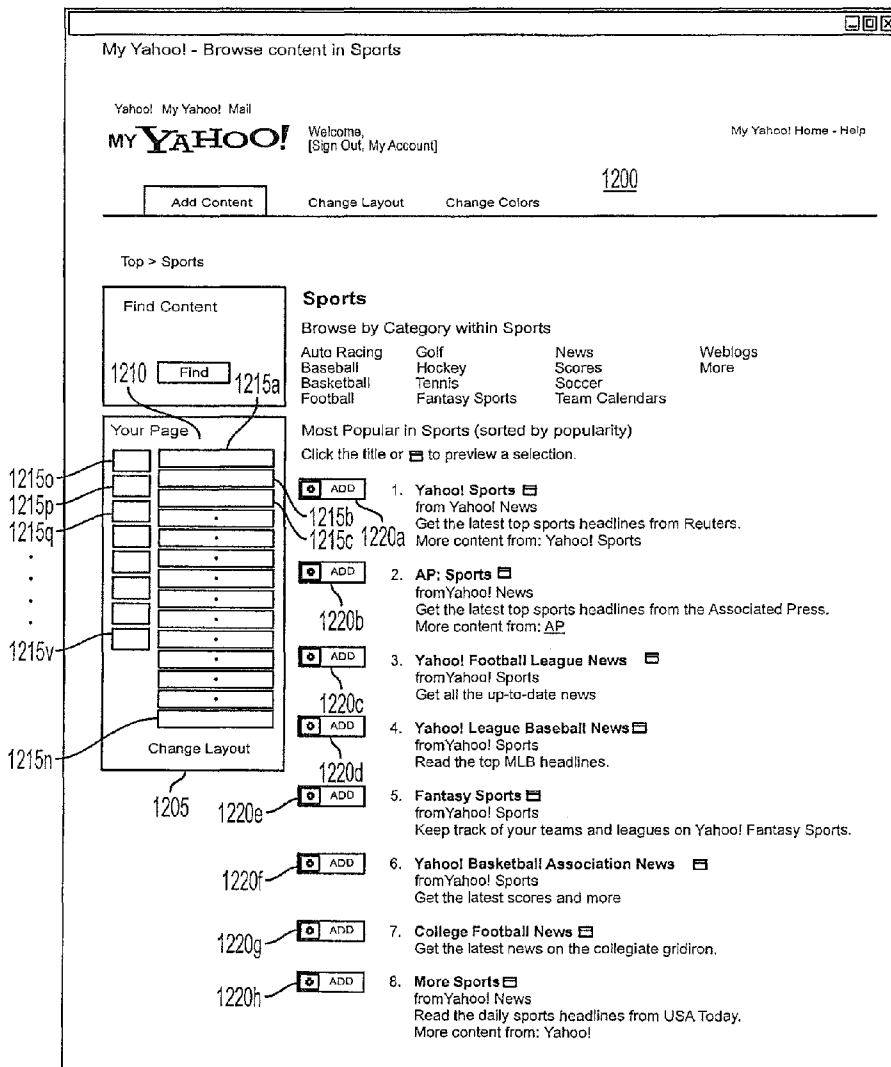 My Yahoo! - Browse content in Sports
Yahoo! My Yahoo! Mail
MY YAHOO!
Welcome,
[Sign Out, My Account]
My Yahoo! Home - Help
1200
Add Content Change Layout Change Colors
Top > Sports
Find Content
Find
1210
1215a
Sports
Browse by Category within Sports
Auto Racing Golf News Weblogs
Baseball Hockey Scores More
Basketball Tennis Soccer
Football Fantasy Sports Team Calendars
Your Page
Most Popular in Sports (sorted by popularity)
Click the title or to preview a selection.
1215o
1215p
1215q
1215v
1215n
1215b
1215c
Change Layout
1205
ADD 1. Yahoo! Sports
from Yahoo! News
Get the latest top sports headlines from Reuters.
More content from: Yahoo! Sports
1220a
ADD 2. AP: Sports
fromYahoo! News
Get the latest top sports headlines from the Associated Press.
More content from: AP
1220b
ADD 3. Yahoo! Football League News
fromYahoo! Sports
Get all the up-to-date news
1220c
ADD 4. Yahoo! League Baseball News
fromYahoo! Sports
Read the top MLB headlines.
1220d
1220e ADD 5. Fantasy Sports
fromYahoo! Sports
Keep track of your teams and leagues on Yahoo! Fantasy Sports.
1220f ADD 6. Yahoo! Basketball Association News
fromYahoo! Sports
Get the latest scores and more
1220g ADD 7. College Football News
Get the latest news on the collegiate gridiron.
1220h ADD 8. More Sports
fromYahoo! News
Read the daily sports headlines from USA Today.
More content from: Yahoo!